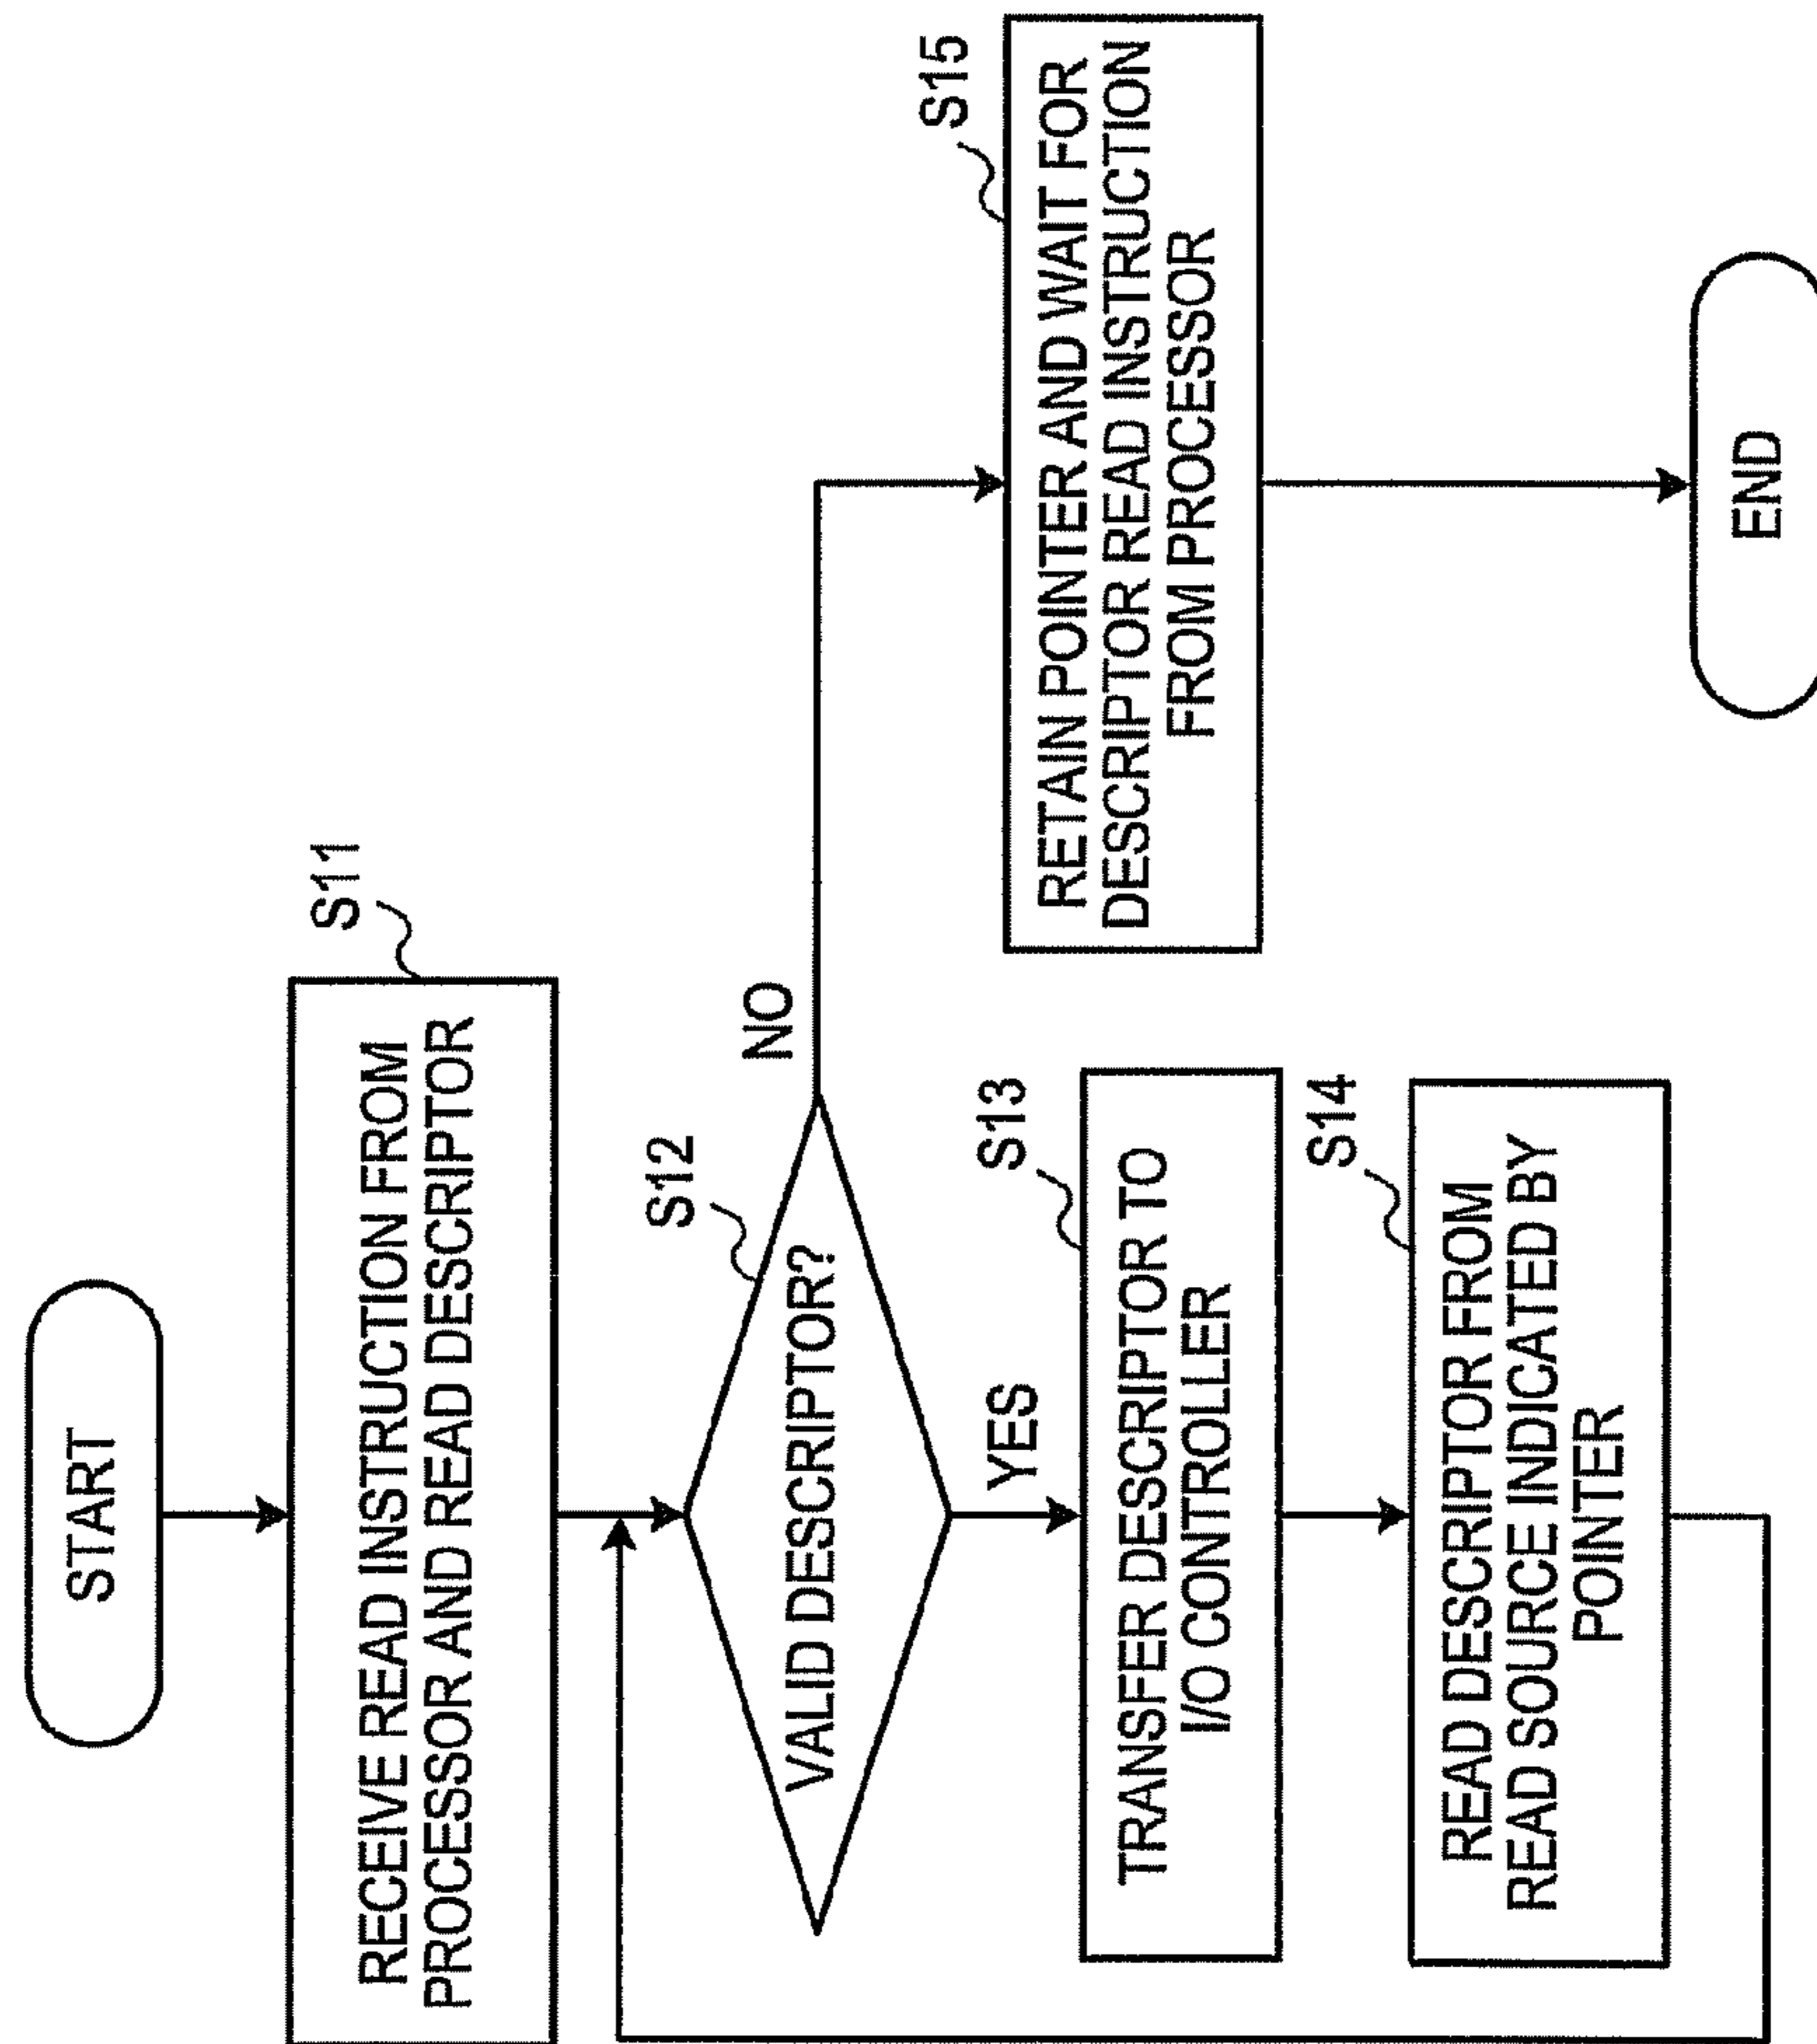 START
S11
RECEIVE READ INSTRUCTION FROM
PROCESSOR AND READ DESCRIPTOR
S12
VALID DESCRIPTOR?
NO
YES
S13
TRANSFER DESCRIPTOR TO
I/O CONTROLLER
S14
READ DESCRIPTOR FROM
READ SOURCE INDICATED BY
POINTER
S15
RETAIN POINTER AND WAIT FOR
DESCRIPTOR READ INSTRUCTION
FROM PROCESSOR
END